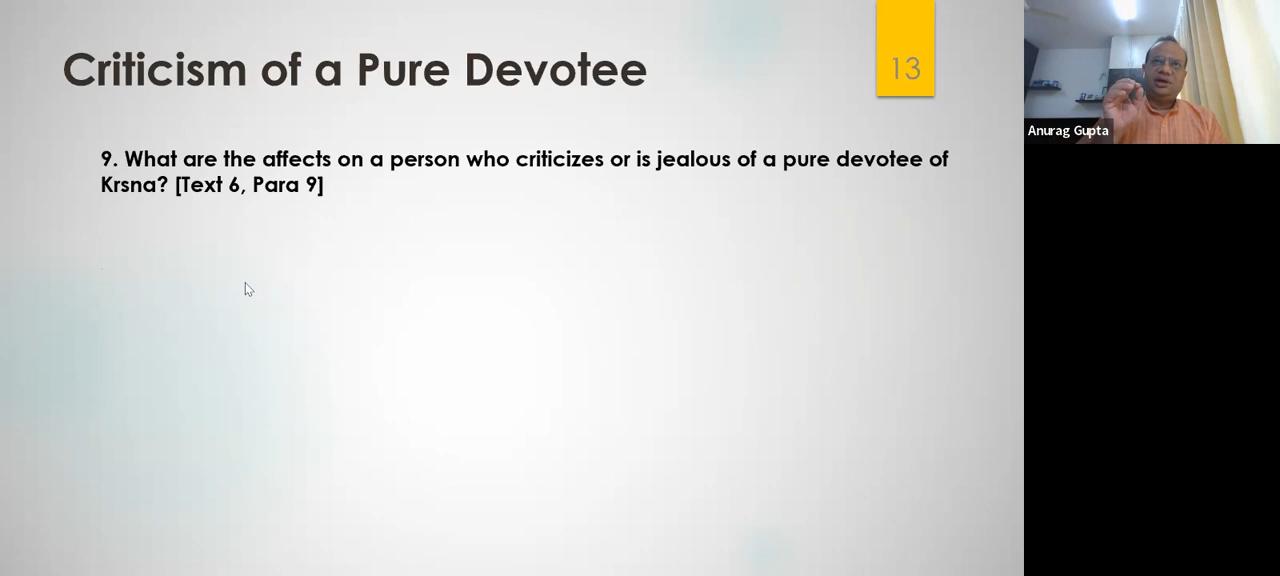 Criticism of a Pure Devotee
13
9. What are the affects on a person who criticizes or is jealous of a pure devotee of
Krsna? [Text 6, Para 9]
Anurag Gupta